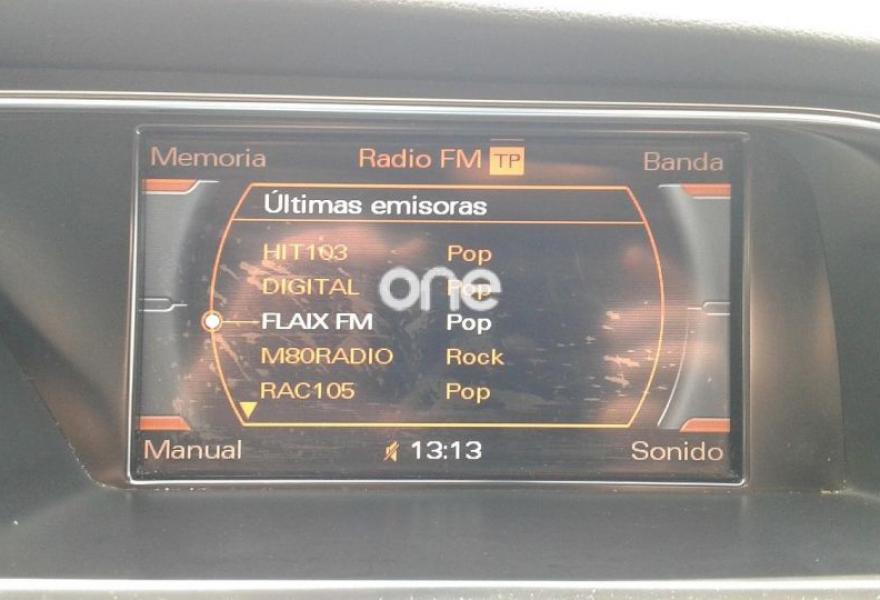 Memoria Radio FM TP Banda
Últimas emisoras
HIT103 Pop
DIGITAL Pop
one
FLAIX FM Pop
M80RADIO Rock
RAC105 Pop
Manual 13:13 Sonido